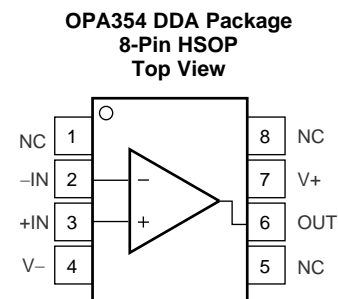 OPA354 DDA Package
8-Pin HSOP
Top View
NC 1 8 NC
–IN 2 − 7 V+
+IN 3 + 6 OUT
V– 4 5 NC